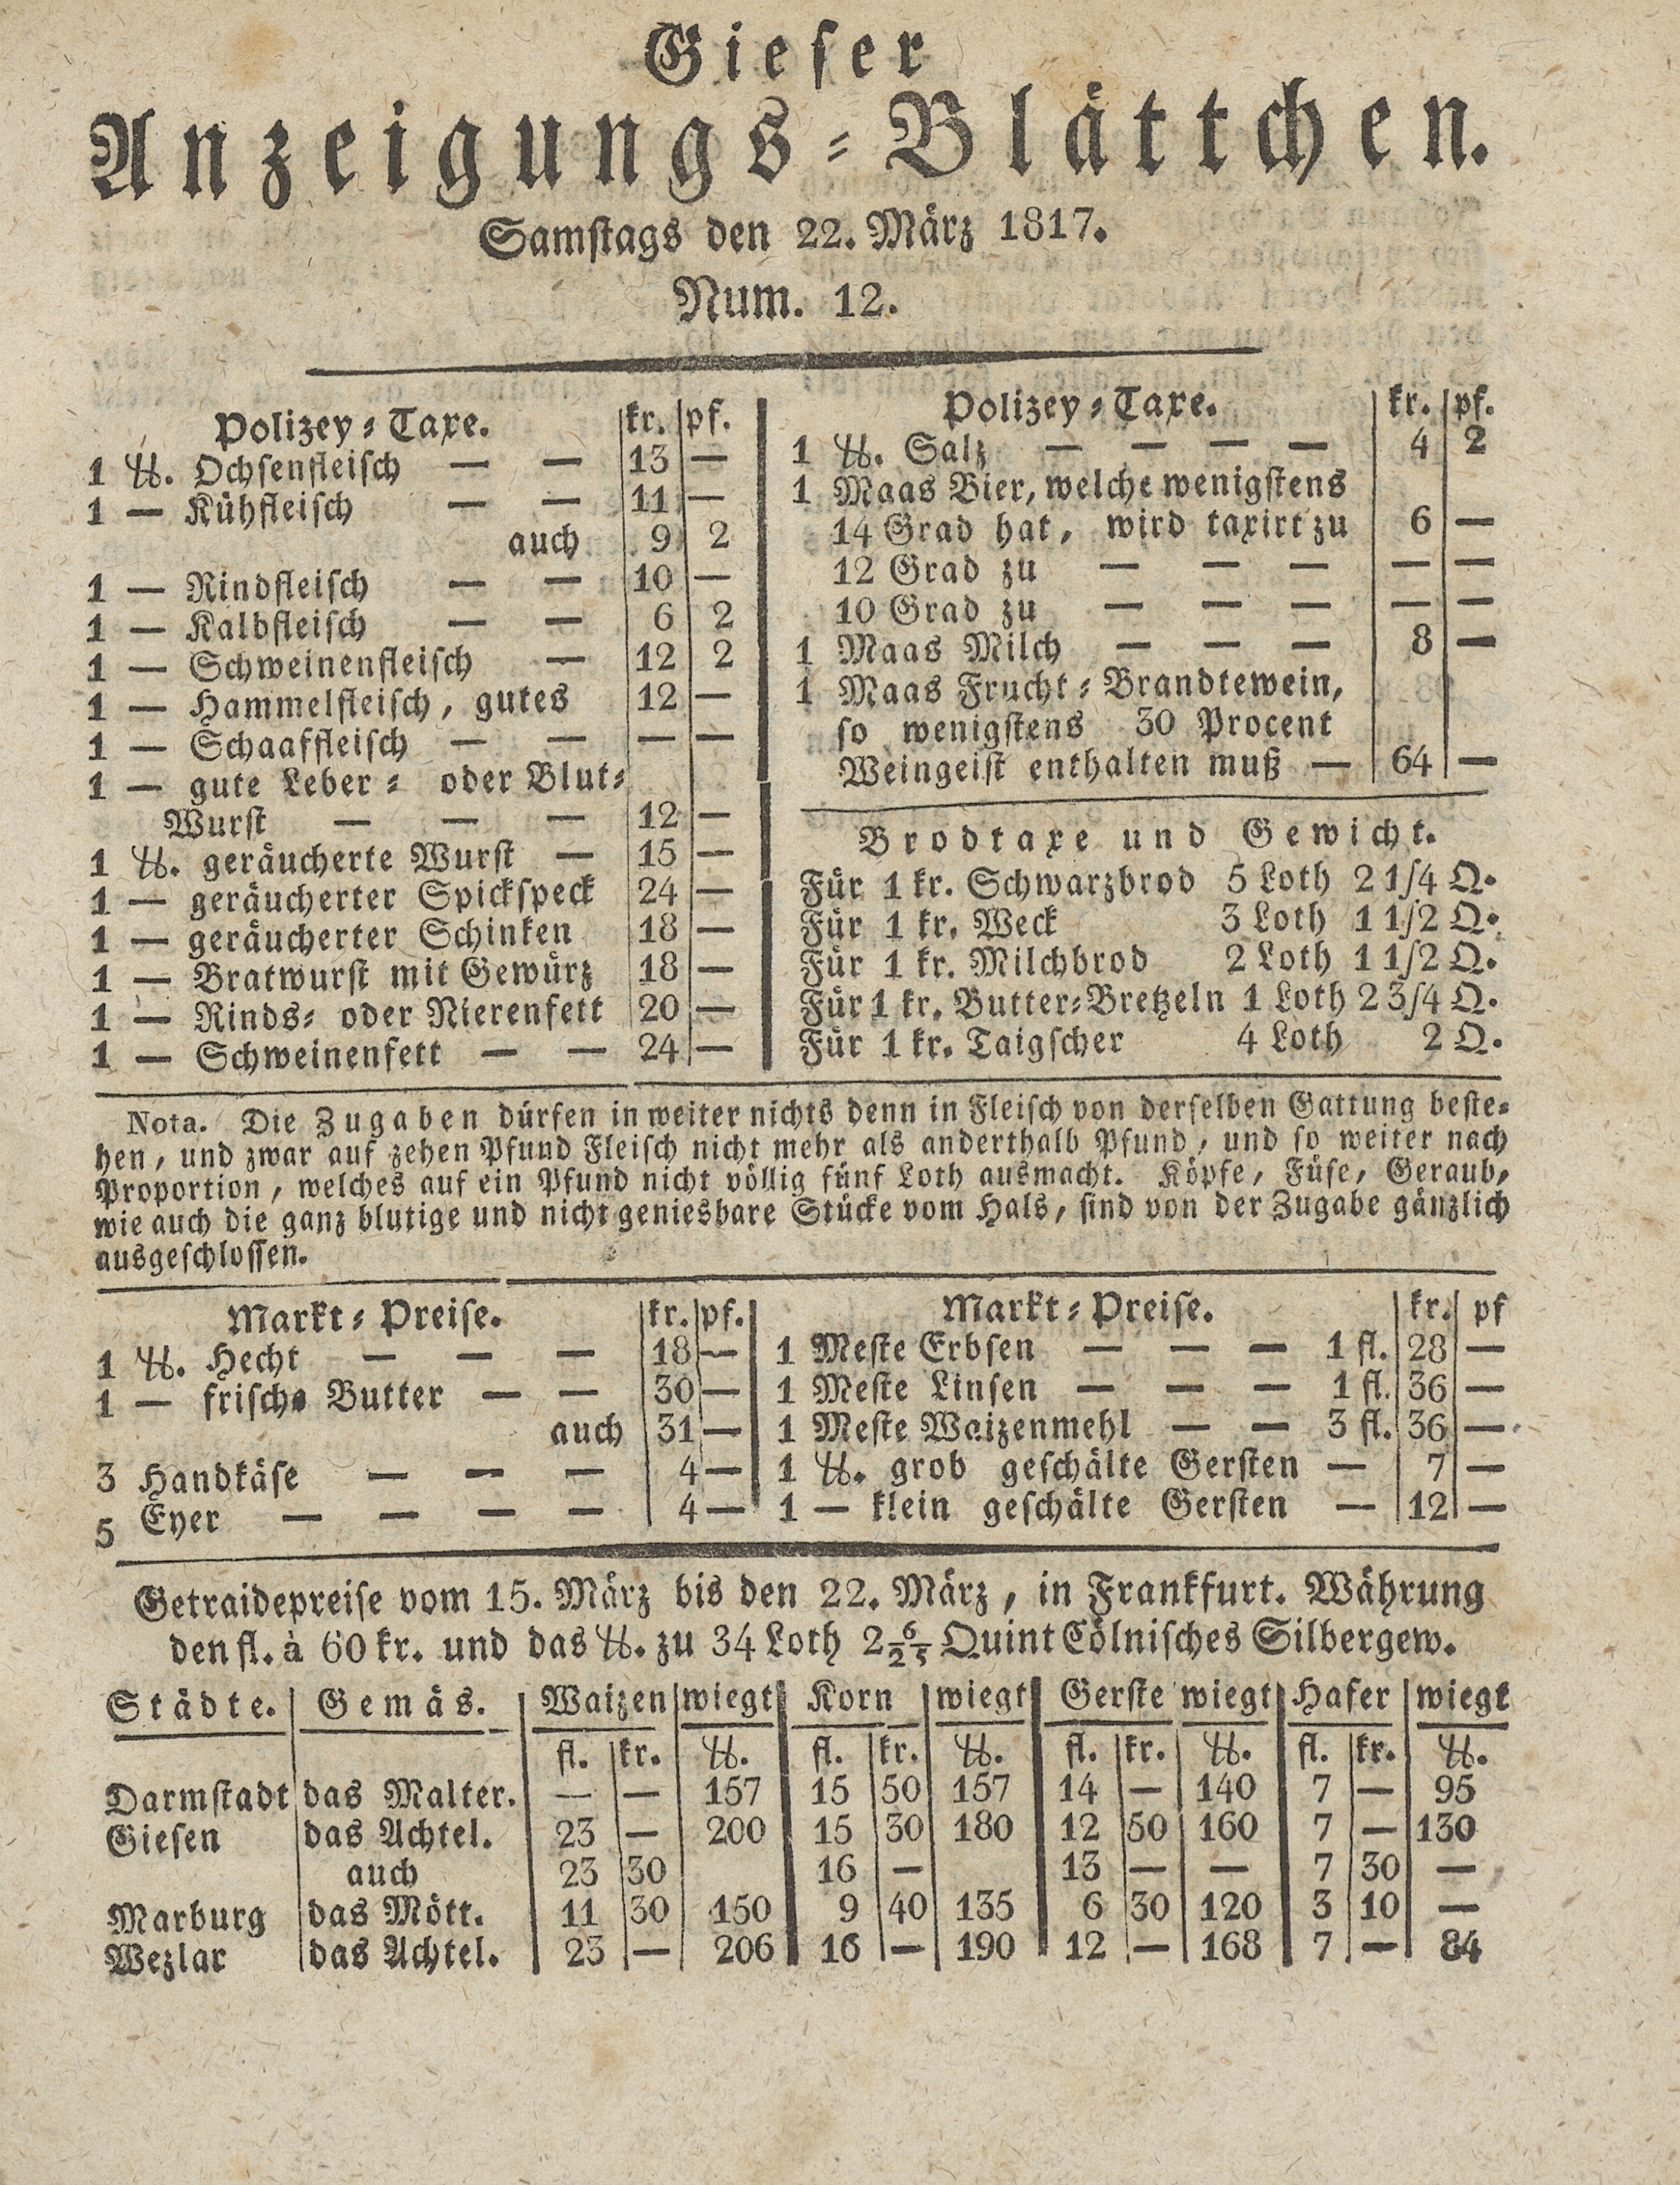 Gieſer
Anzeigungs-Blättchen.
Samſtags den 22. März 1817.
Num. 12.
Polizey-Taxe. kr. pf.
1 ℔. Ochſenfleiſch — — 13 —
1 — Kühfleiſch — — 11 —
auch 9 2
1 — Rindfleiſch — — 10 —
1 — Kalbfleiſch — — 6 2
1 — Schweinenfleiſch — 12 2
1 — Hammelfleiſch, gutes 12 —
1 — Schaaffleiſch — — — —
1 — gute Leber- oder Blut-
Wurſt — — — 12 —
1 ℔. geräucherte Wurſt — 15 —
1 — geräucherter Spickſpeck 24 —
1 — geräucherter Schinken 18 —
1 — Bratwurſt mit Gewürz 18 —
1 — Rinds- oder Nierenfett 20 —
1 — Schweinenfett — — 24 —
Polizey-Taxe. kr. pf.
1 ℔. Salz — — — — 4 2
1 Maas Bier, welche wenigſtens
14 Grad hat, wird taxirt zu 6 —
12 Grad zu — — — — —
10 Grad zu — — — — —
1 Maas Milch — — — 8 —
1 Maas Frucht-Brandtewein,
ſo wenigſtens 30 Procent
Weingeiſt enthalten muß — 64 —
Brodtaxe und Gewicht.
Für 1 kr. Schwarzbrod 5 Loth 2 1/4 Q.
Für 1 kr. Weck 3 Loth 1 1/2 Q.
Für 1 kr. Milchbrod 2 Loth 1 1/2 Q.
Für 1 kr. Butter-Bretzeln 1 Loth 2 3/4 Q.
Für 1 kr. Taigſcher 4 Loth 2 Q.
Nota. Die Zugaben dürfen in weiter nichts denn in Fleiſch von derſelben Gattung beſte-
hen, und zwar auf zehen Pfund Fleiſch nicht mehr als anderthalb Pfund, und ſo weiter nach
Proportion, welches auf ein Pfund nicht völlig fünf Loth ausmacht. Köpfe, Füſe, Geraub,
wie auch die ganz blutige und nicht geniesbare Stücke vom Hals, ſind von der Zugabe gänzlich
ausgeſchloſſen.
Markt-Preiſe. kr. pf.
1 ℔. Hecht — — — 18 —
1 — friſche Butter — — 30 —
auch 31 —
3 Handkäſe — — — 4 —
5 Eyer — — — — 4 —
Markt-Preiſe. kr. pf
1 Meſte Erbſen — — — 1 fl. 28 —
1 Meſte Linſen — — — 1 fl. 36 —
1 Meſte Waizenmehl — — 3 fl. 36 —
1 ℔. grob geſchälte Gerſten — 7 —
1 — klein geſchälte Gerſten — 12 —
Getraidepreiſe vom 15. März bis den 22. März, in Frankfurt. Währung
den fl. à 60 kr. und das ℔. zu 34 Loth 2 6/25 Quint Cölniſches Silbergew.
Städte. Gemäs. Waizen wiegt Korn wiegt Gerſte wiegt Hafer wiegt
fl. kr. ℔. fl. kr. ℔. fl. kr. ℔. fl. kr. ℔.
Darmſtadt das Malter. — — 157 15 50 157 14 — 140 7 — 95
Gieſen das Achtel. 23 — 200 15 30 180 12 50 160 7 — 130
auch 23 30 16 — 13 — — 7 30 —
Marburg das Mött. 11 30 150 9 40 135 6 30 120 3 10 —
Wezlar das Achtel. 23 — 206 16 — 190 12 — 168 7 — 84